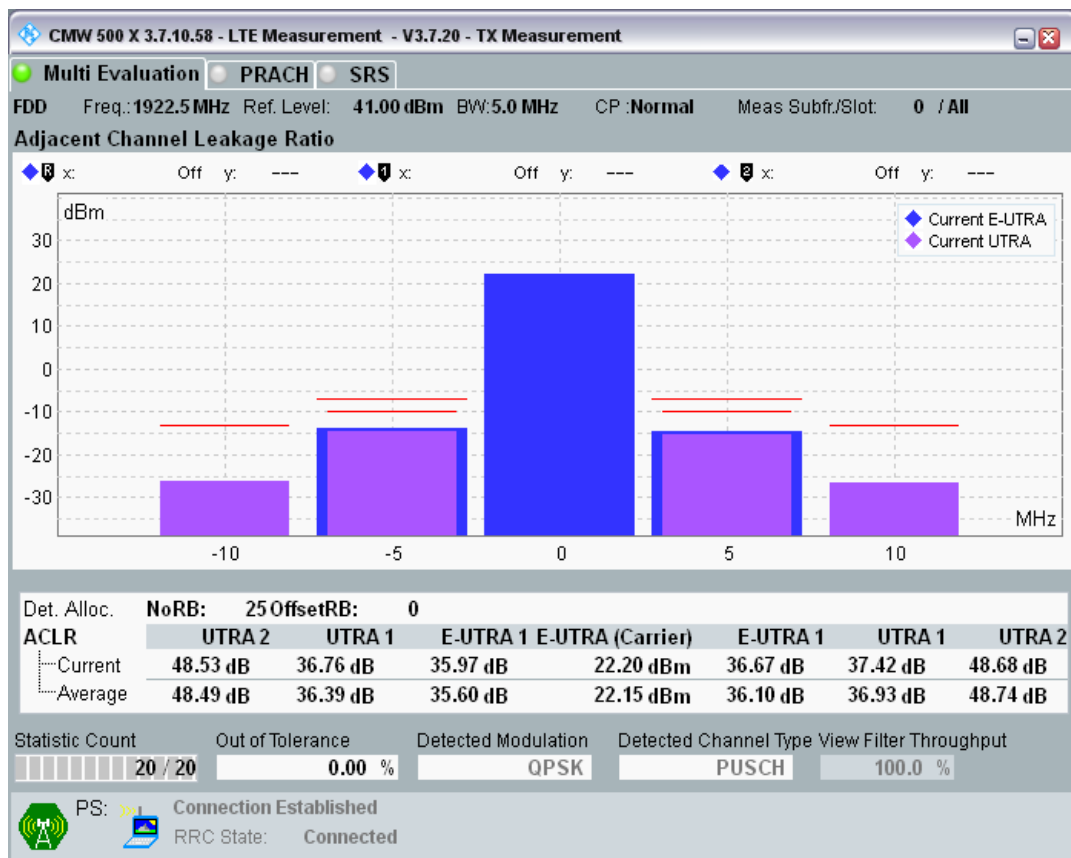 CMW 500 X 3.7.10.58 - LTE Measurement - V3.7.20 - TX Measurement
Multi Evaluation PRACH SRS
FDD Freq.: 1922.5 MHz Ref. Level: 41.00 dBm BW: 5.0 MHz CP : Normal Meas Subfr./Slot: 0 / All
Adjacent Channel Leakage Ratio
R x: Off y: --- 1 x: Off y: --- 2 x: Off y: ---
dBm
Current E-UTRA
Current UTRA
30
20
10
0
-10
-20
-30
MHz
-10 -5 0 5 10
Det. Alloc. NoRB: 25 OffsetRB: 0
ACLR UTRA 2 UTRA 1 E-UTRA 1 E-UTRA (Carrier) E-UTRA 1 UTRA 1 UTRA 2
Current 48.53 dB 36.76 dB 35.97 dB 22.20 dBm 36.67 dB 37.42 dB 48.68 dB
Average 48.49 dB 36.39 dB 35.60 dB 22.15 dBm 36.10 dB 36.93 dB 48.74 dB
Statistic Count Out of Tolerance Detected Modulation Detected Channel Type View Filter Throughput
20 / 20 0.00 % QPSK PUSCH 100.0 %
PS: Connection Established
RRC State: Connected